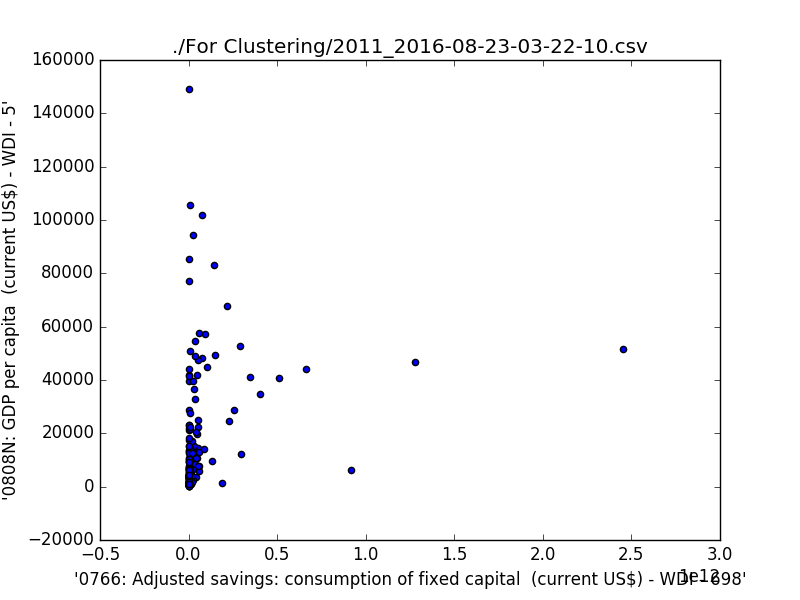 ./For Clustering/2011_2016-08-23-03-22-10.csv
160000
140000
120000
100000
80000
60000
40000
20000
0
−20000
'0808N: GDP per capita  (current US$) - WDI - 5'
−0.5 0.0 0.5 1.0 1.5 2.0 2.5 3.0
1e12
'0766: Adjusted savings: consumption of fixed capital  (current US$) - WDI - 698'